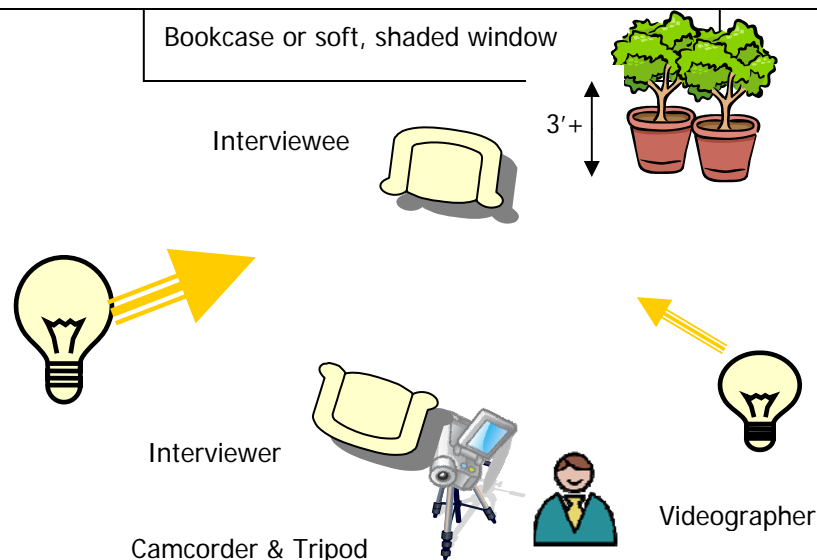 Bookcase or soft, shaded window
3'+
Interviewee
Interviewer
Videographer
Camcorder & Tripod